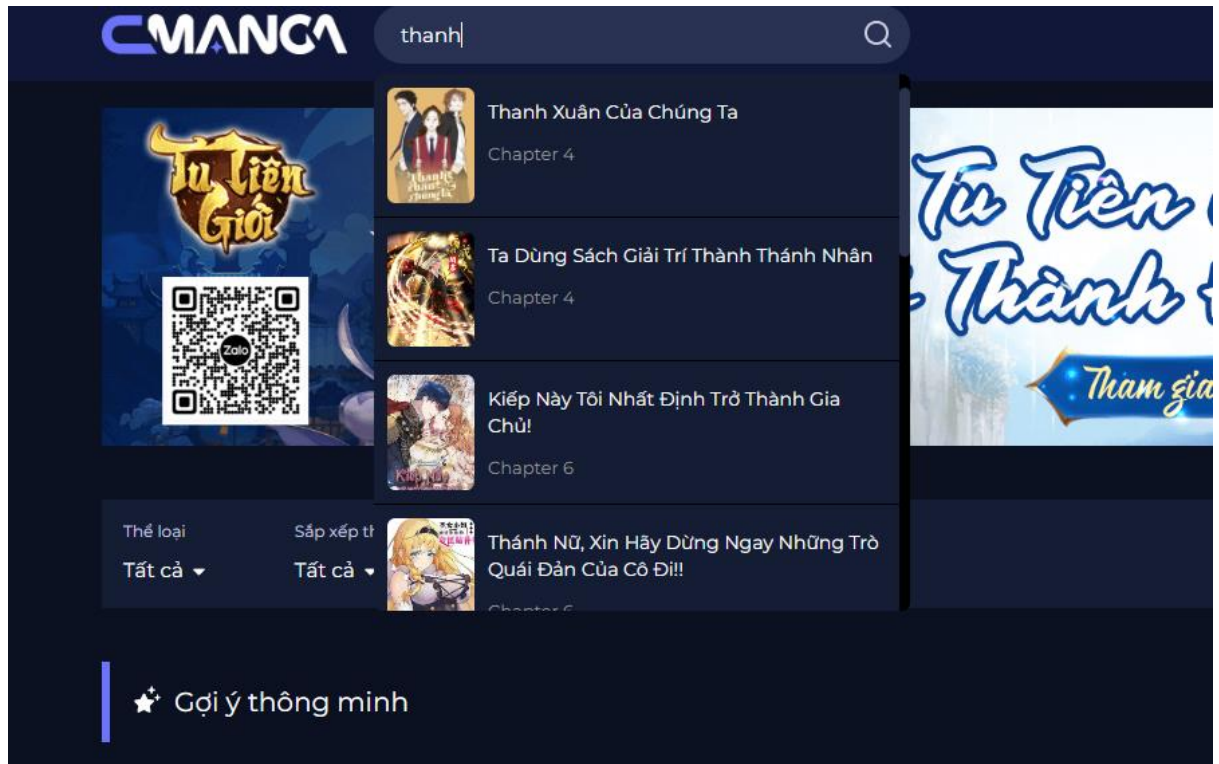 CMANGA
thanh
Thanh Xuân Của Chúng Ta
Chapter 4
Ta Dùng Sách Giải Trí Thành Thánh Nhân
Chapter 4
Kiếp Này Tôi Nhất Định Trở Thành Gia
Chủ!
Chapter 6
Thánh Nữ, Xin Hãy Dừng Ngay Những Trò
Quái Đản Của Cô Đi!!
Chapter 6
Tu Tiên
Giới
Zalo
Tu Tiên
Thành
Tham gia
Thể loại
Sắp xếp th
Tất cả
Tất cả
Gợi ý thông minh